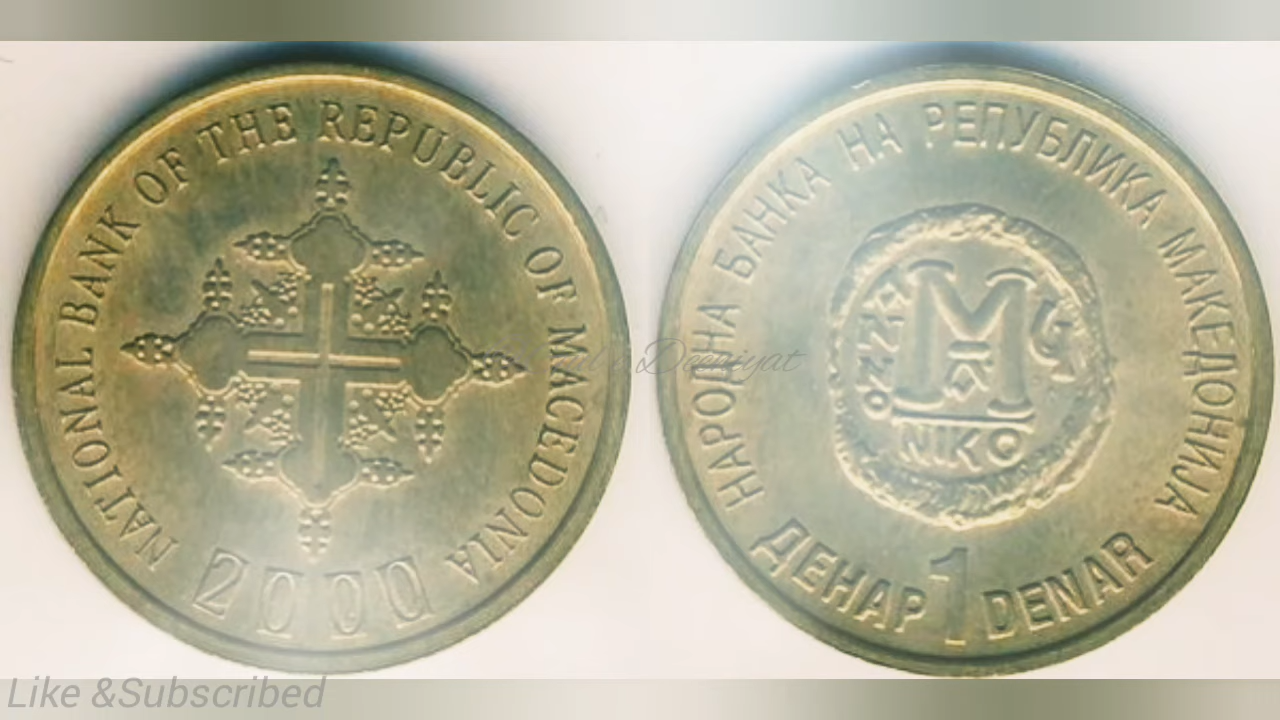 NATIONAL BANK OF THE REPUBLIC OF MACEDONIA
2000
НАРОДНА БАНКА НА РЕПУБЛИКА МАКЕДОНИЈА
M
NIKO
ДЕНАР 1 DENAR
Deeniyat
Like &Subscribed